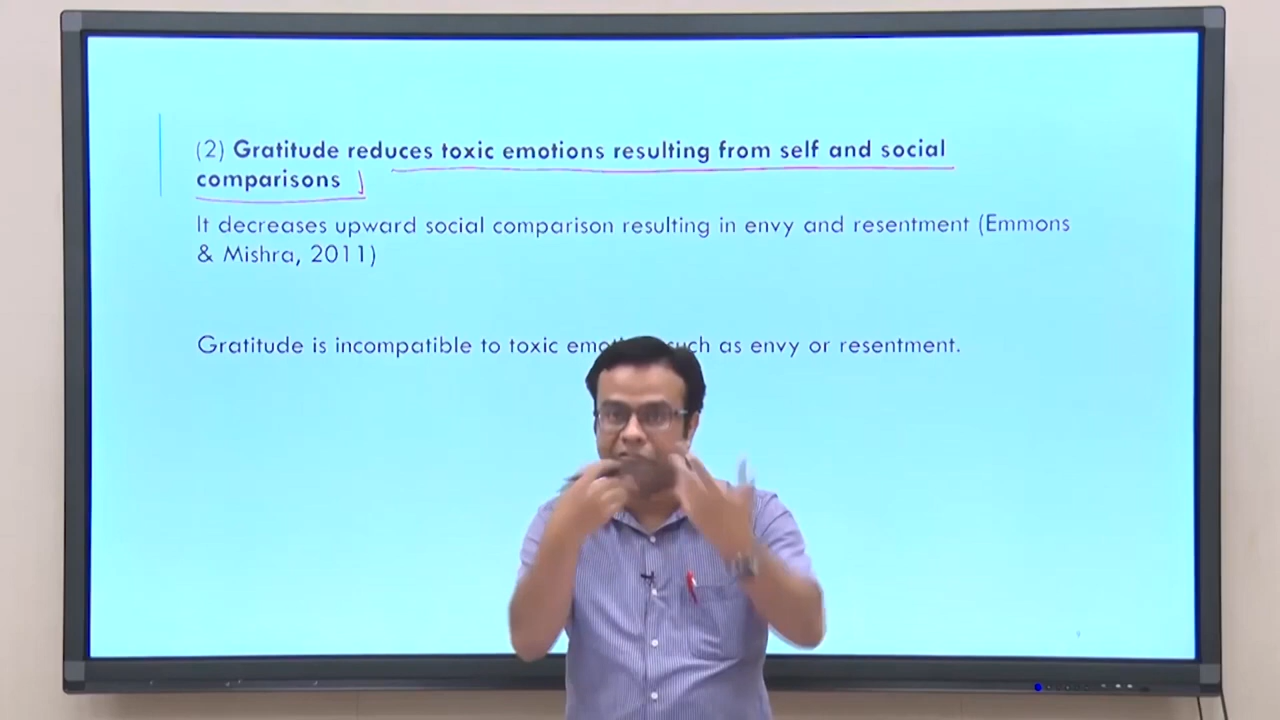 (2) Gratitude reduces toxic emotions resulting from self and social
comparisons
It decreases upward social comparison resulting in envy and resentment (Emmons
& Mishra, 2011)
Gratitude is incompatible to toxic emo such as envy or resentment.